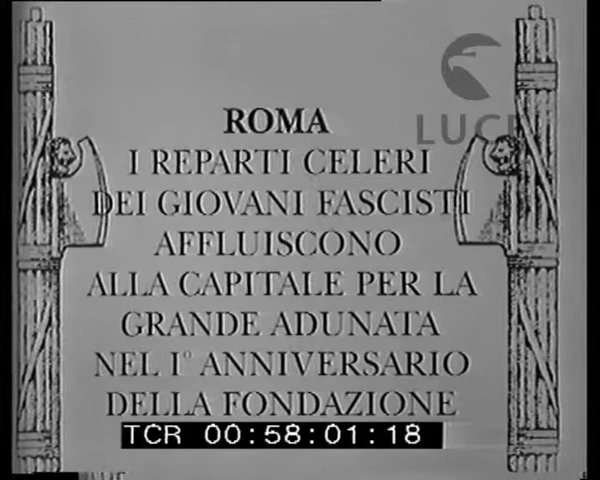 LUCE
ROMA
I REPARTI CELERI
DEI GIOVANI FASCISTI
AFFLUISCONO
ALLA CAPITALE PER LA
GRANDE ADUNATA
NEL I° ANNIVERSARIO
DELLA FONDAZIONE
TCR 00:58:01:18